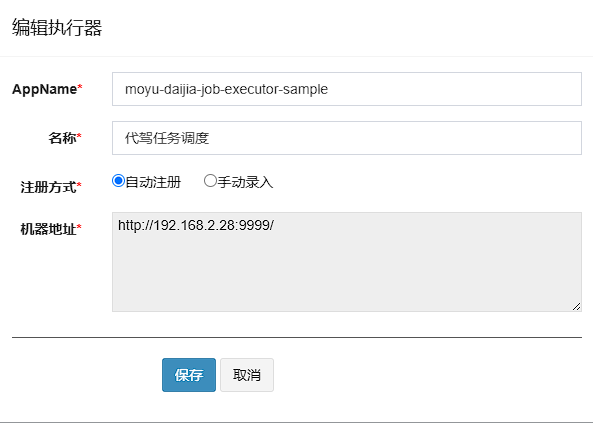 编辑执行器
AppName* moyu-daijia-job-executor-sample
名称* 代驾任务调度
注册方式* 自动注册 手动录入
机器地址* http://192.168.2.28:9999/
保存 取消